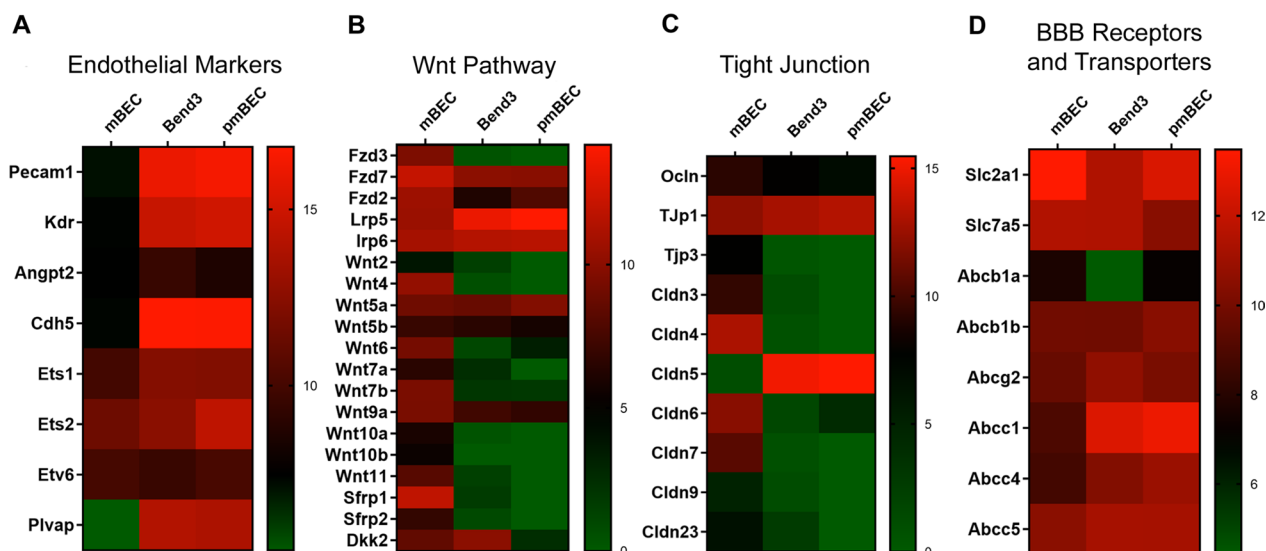 A
Endothelial Markers
mBEC
Bend3
pmBEC
Pecam1
Kdr
Angpt2
Cdh5
Ets1
Ets2
Etv6
Plvap
15
10
B
Wnt Pathway
mBEC
Bend3
pmBEC
Fzd3
Fzd7
Fzd2
Lrp5
lrp6
Wnt2
Wnt4
Wnt5a
Wnt5b
Wnt6
Wnt7a
Wnt7b
Wnt9a
Wnt10a
Wnt10b
Wnt11
Sfrp1
Sfrp2
Dkk2
10
5
0
C
Tight Junction
mBEC
Bend3
pmBEC
Ocln
TJp1
Tjp3
Cldn3
Cldn4
Cldn5
Cldn6
Cldn7
Cldn9
Cldn23
15
10
5
0
D
BBB Receptors
and Transporters
mBEC
Bend3
pmBEC
Slc2a1
Slc7a5
Abcb1a
Abcb1b
Abcg2
Abcc1
Abcc4
Abcc5
12
10
8
6